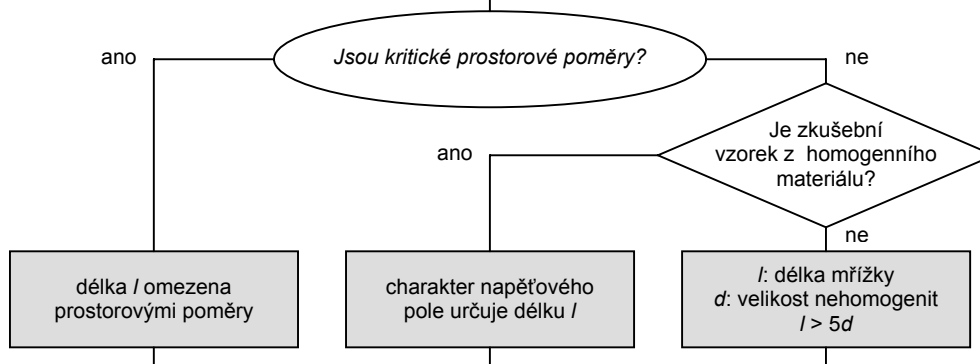 Jsou kritické prostorové poměry?
ano
ne
Je zkušební
vzorek z homogenního
materiálu?
ano
ne
délka l omezena
prostorovými poměry
charakter napěťového
pole určuje délku l
l: délka mřížky
d: velikost nehomogenit
l > 5d